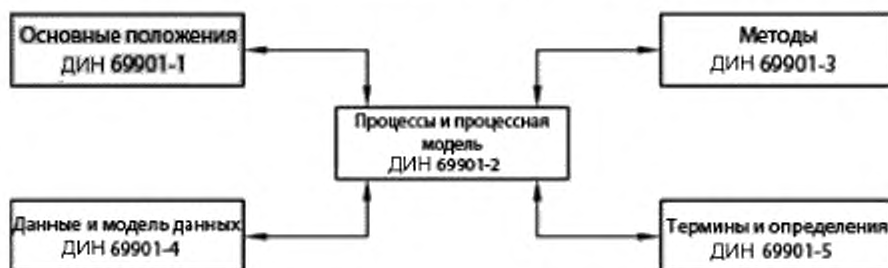 Основные положения
ДИН 69901-1
Методы
ДИН 69901-3
Процессы и процессная
модель
ДИН 69901-2
Данные и модель данных
ДИН 69901-4
Термины и определения
ДИН 69901-5